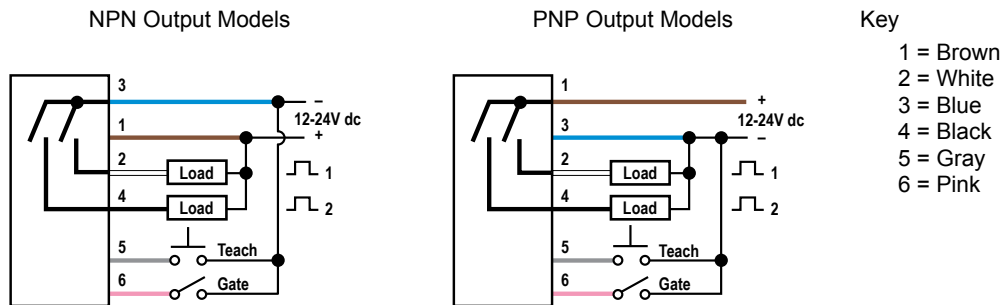 NPN Output Models
3
–
12-24V dc
1
+
2
Load
1
4
Load
2
5
Teach
6
Gate
PNP Output Models
1
+
12-24V dc
3
–
2
Load
1
4
Load
2
5
Teach
6
Gate
Key
1 = Brown
2 = White
3 = Blue
4 = Black
5 = Gray
6 = Pink